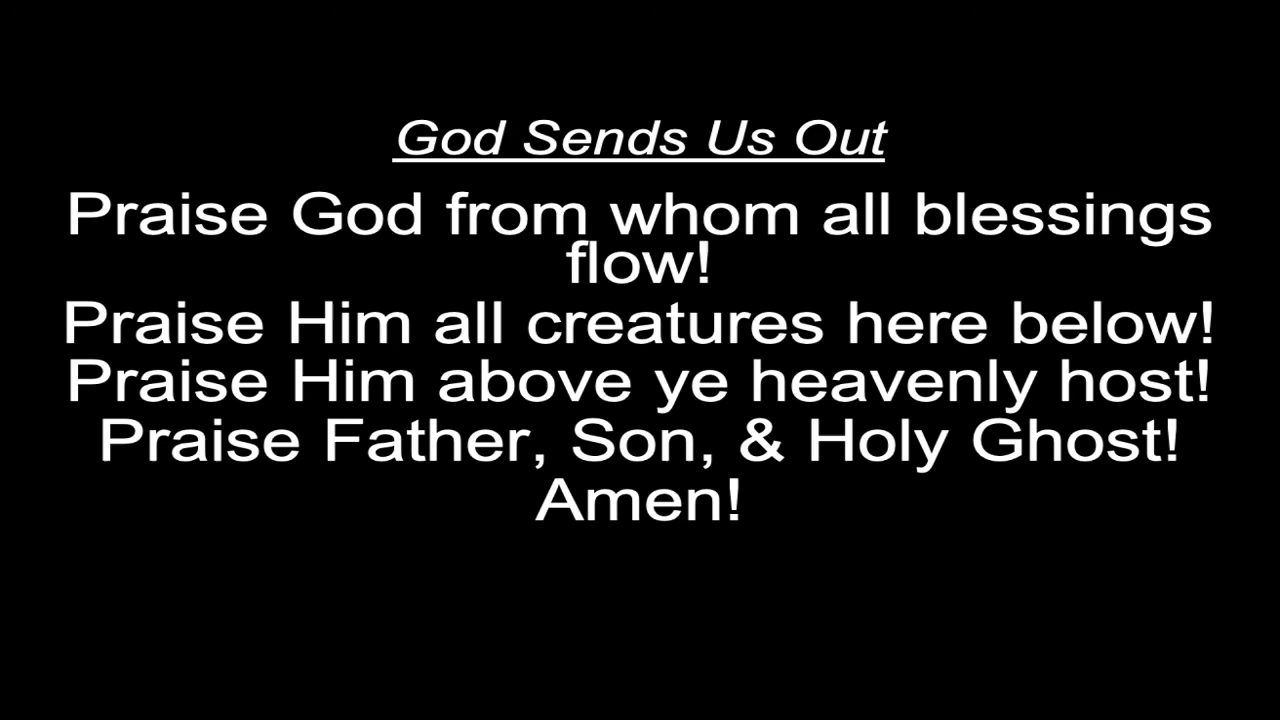 God Sends Us Out
Praise God from whom all blessings
flow!
Praise Him all creatures here below!
Praise Him above ye heavenly host!
Praise Father, Son, & Holy Ghost!
Amen!